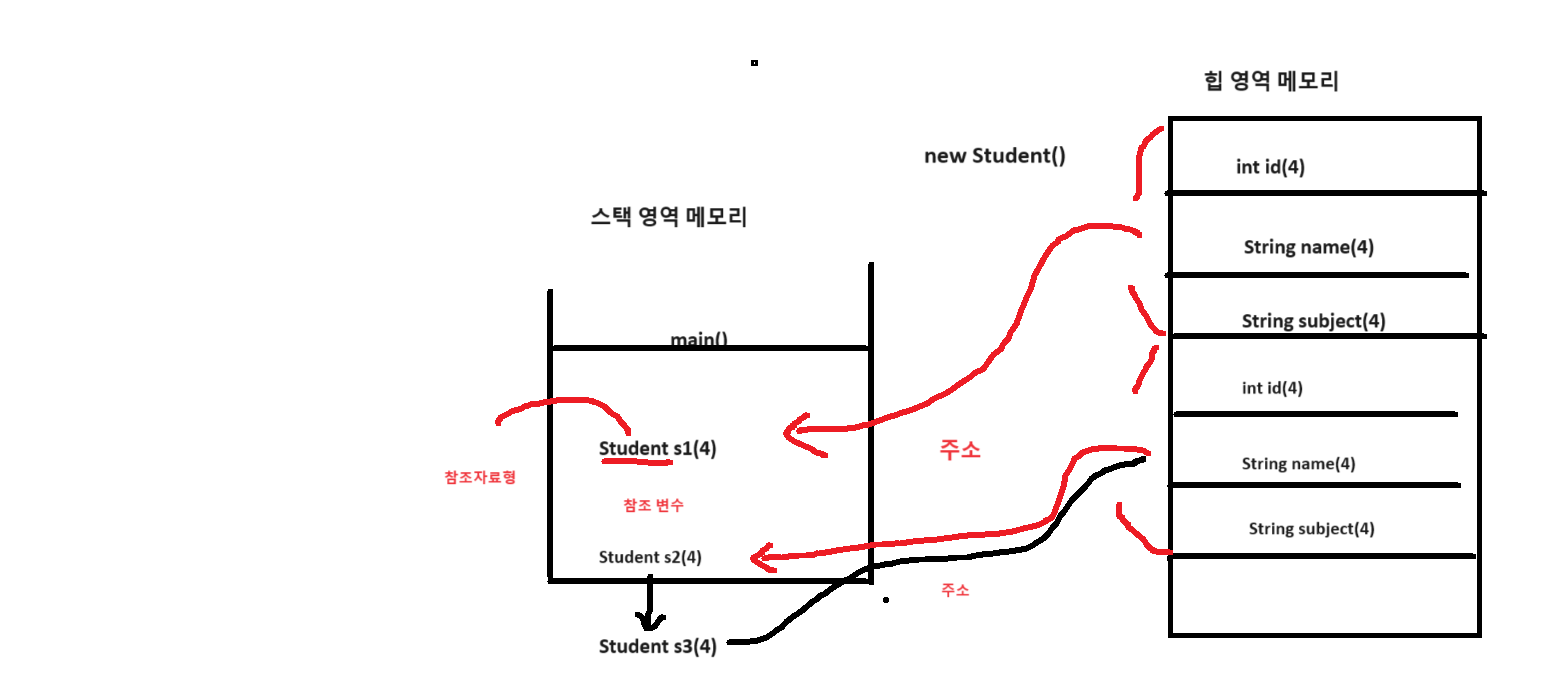 힙 영역 메모리
new Student()
int id(4)
스택 영역 메모리
String name(4)
String subject(4)
main()
int id(4)
Student s1(4)
주소
String name(4)
참조자료형
참조 변수
String subject(4)
Student s2(4)
주소
Student s3(4)